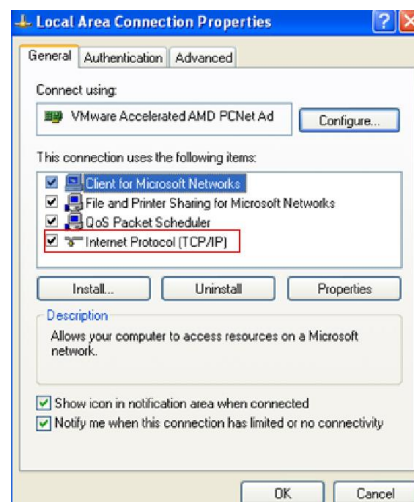 Local Area Connection Properties
General Authentication Advanced
Connect using:
VMware Accelerated AMD PCNet Ad
Configure...
This connection uses the following items:
Client for Microsoft Networks
File and Printer Sharing for Microsoft Networks
QoS Packet Scheduler
Internet Protocol (TCP/IP)
Install... Uninstall Properties
Description
Allows your computer to access resources on a Microsoft
network.
Show icon in notification area when connected
Notify me when this connection has limited or no connectivity
OK Cancel